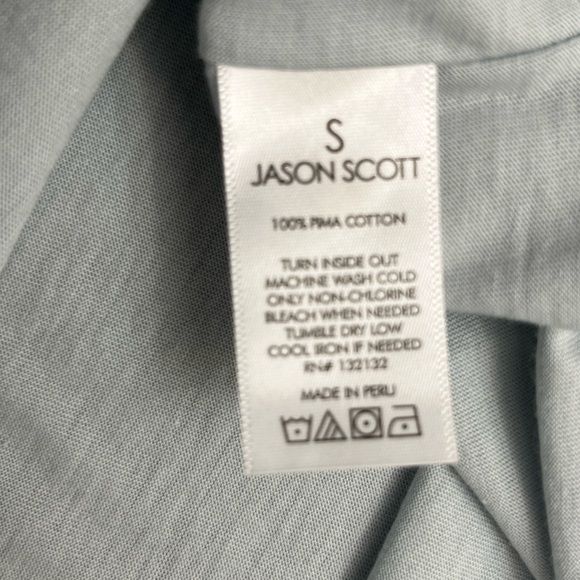 S
JASON SCOTT
100% PIMA COTTON
TURN INSIDE OUT
MACHINE WASH COLD
ONLY NON-CHLORINE
BLEACH WHEN NEEDED
TUMBLE DRY LOW
COOL IRON IF NEEDED
RN# 132132
MADE IN PERU